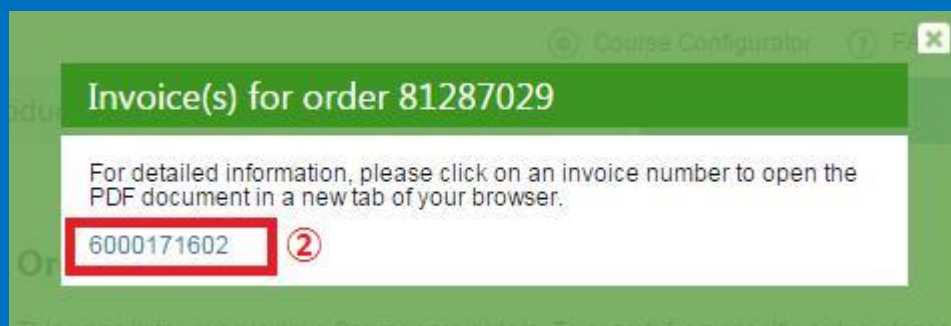 Course Configurator
Invoice(s) for order 81287029
For detailed information, please click on an invoice number to open the
PDF document in a new tab of your browser.
6000171602 ②